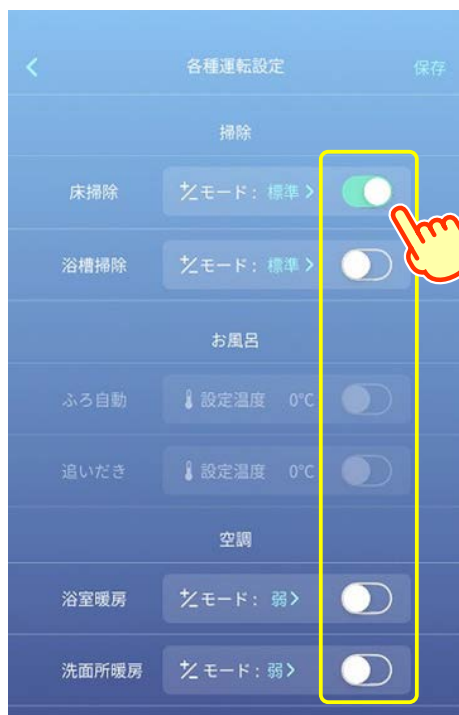 各種運転設定 保存
掃除
床掃除 モード： 標準 >
浴槽掃除 モード： 標準 >
お風呂
ふろ自動 設定温度 0℃
追いだき 設定温度 0℃
空調
浴室暖房 モード： 弱 >
洗面所暖房 モード：弱 >